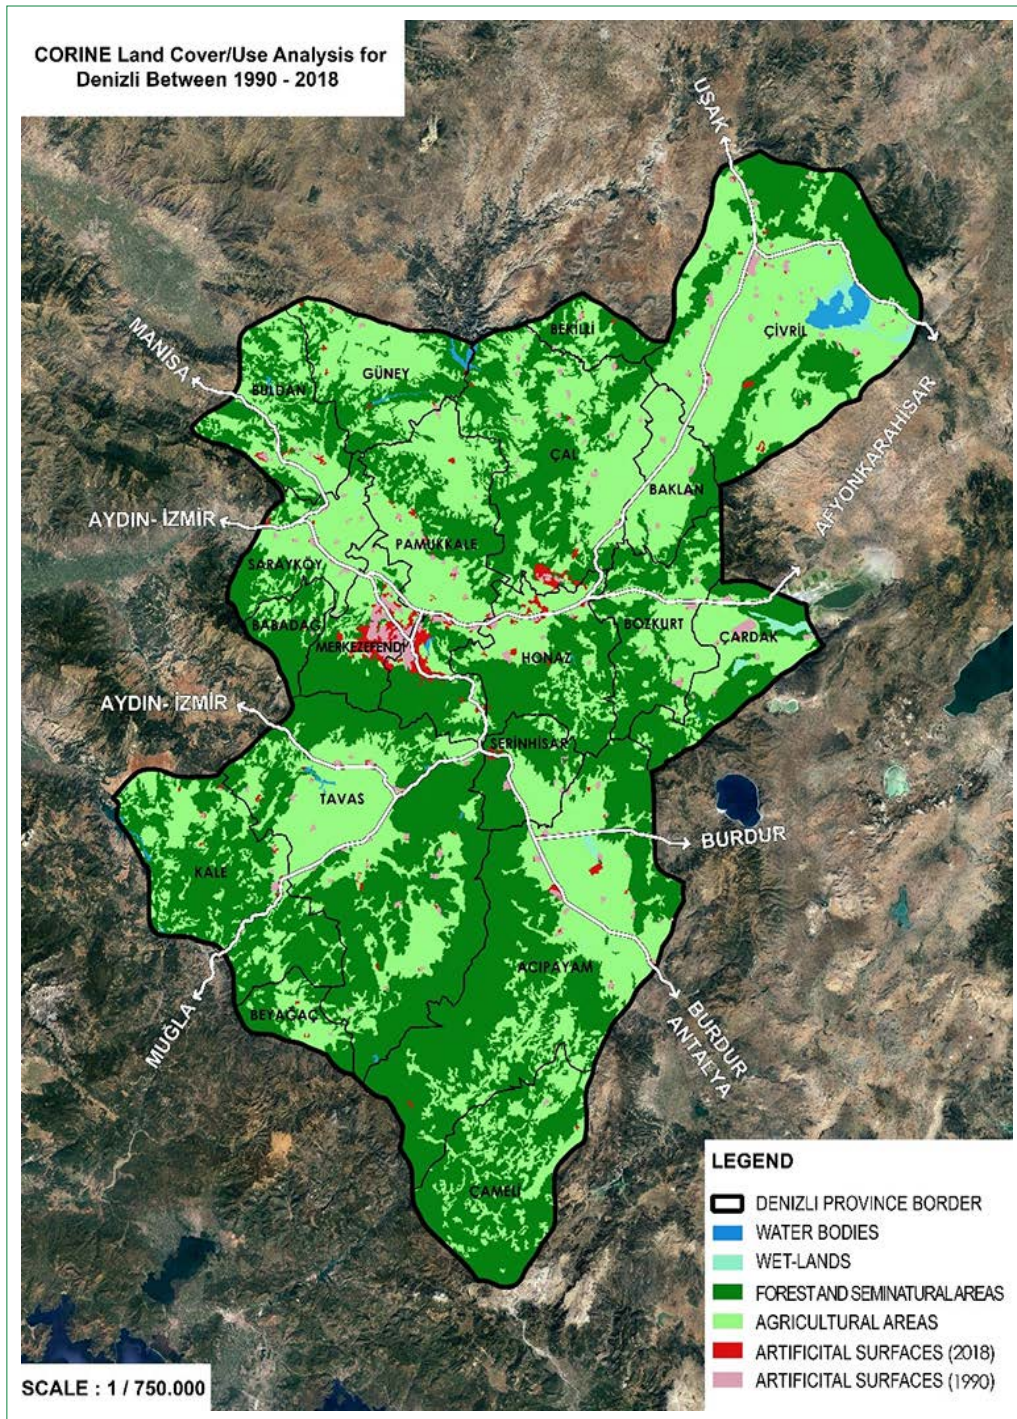 CORINE Land Cover/Use Analysis for
Denizli Between 1990 - 2018
UŞAK
MANİSA
BEKİLLİ
ÇİVRİL
GÜNEY
BULDAN
AFYONKARAHİSAR
ÇAL
BAKLAN
AYDIN- İZMİR
PAMUKKALE
SARAYKÖY
BABADAĞ
BOZKURT
ÇARDAK
MERKEZEFENDİ
HONAZ
AYDIN- İZMİR
SERİNHİSAR
TAVAS
BURDUR
KALE
ACIPAYAM
BEYAĞAÇ
MUĞLA
BURDUR
ANTALYA
ÇAMELİ
LEGEND
DENIZLI PROVINCE BORDER
WATER BODIES
WET-LANDS
FOREST AND SEMINATURAL AREAS
AGRICULTURAL AREAS
ARTIFICITAL SURFACES (2018)
ARTIFICITAL SURFACES (1990)
SCALE : 1 / 750.000